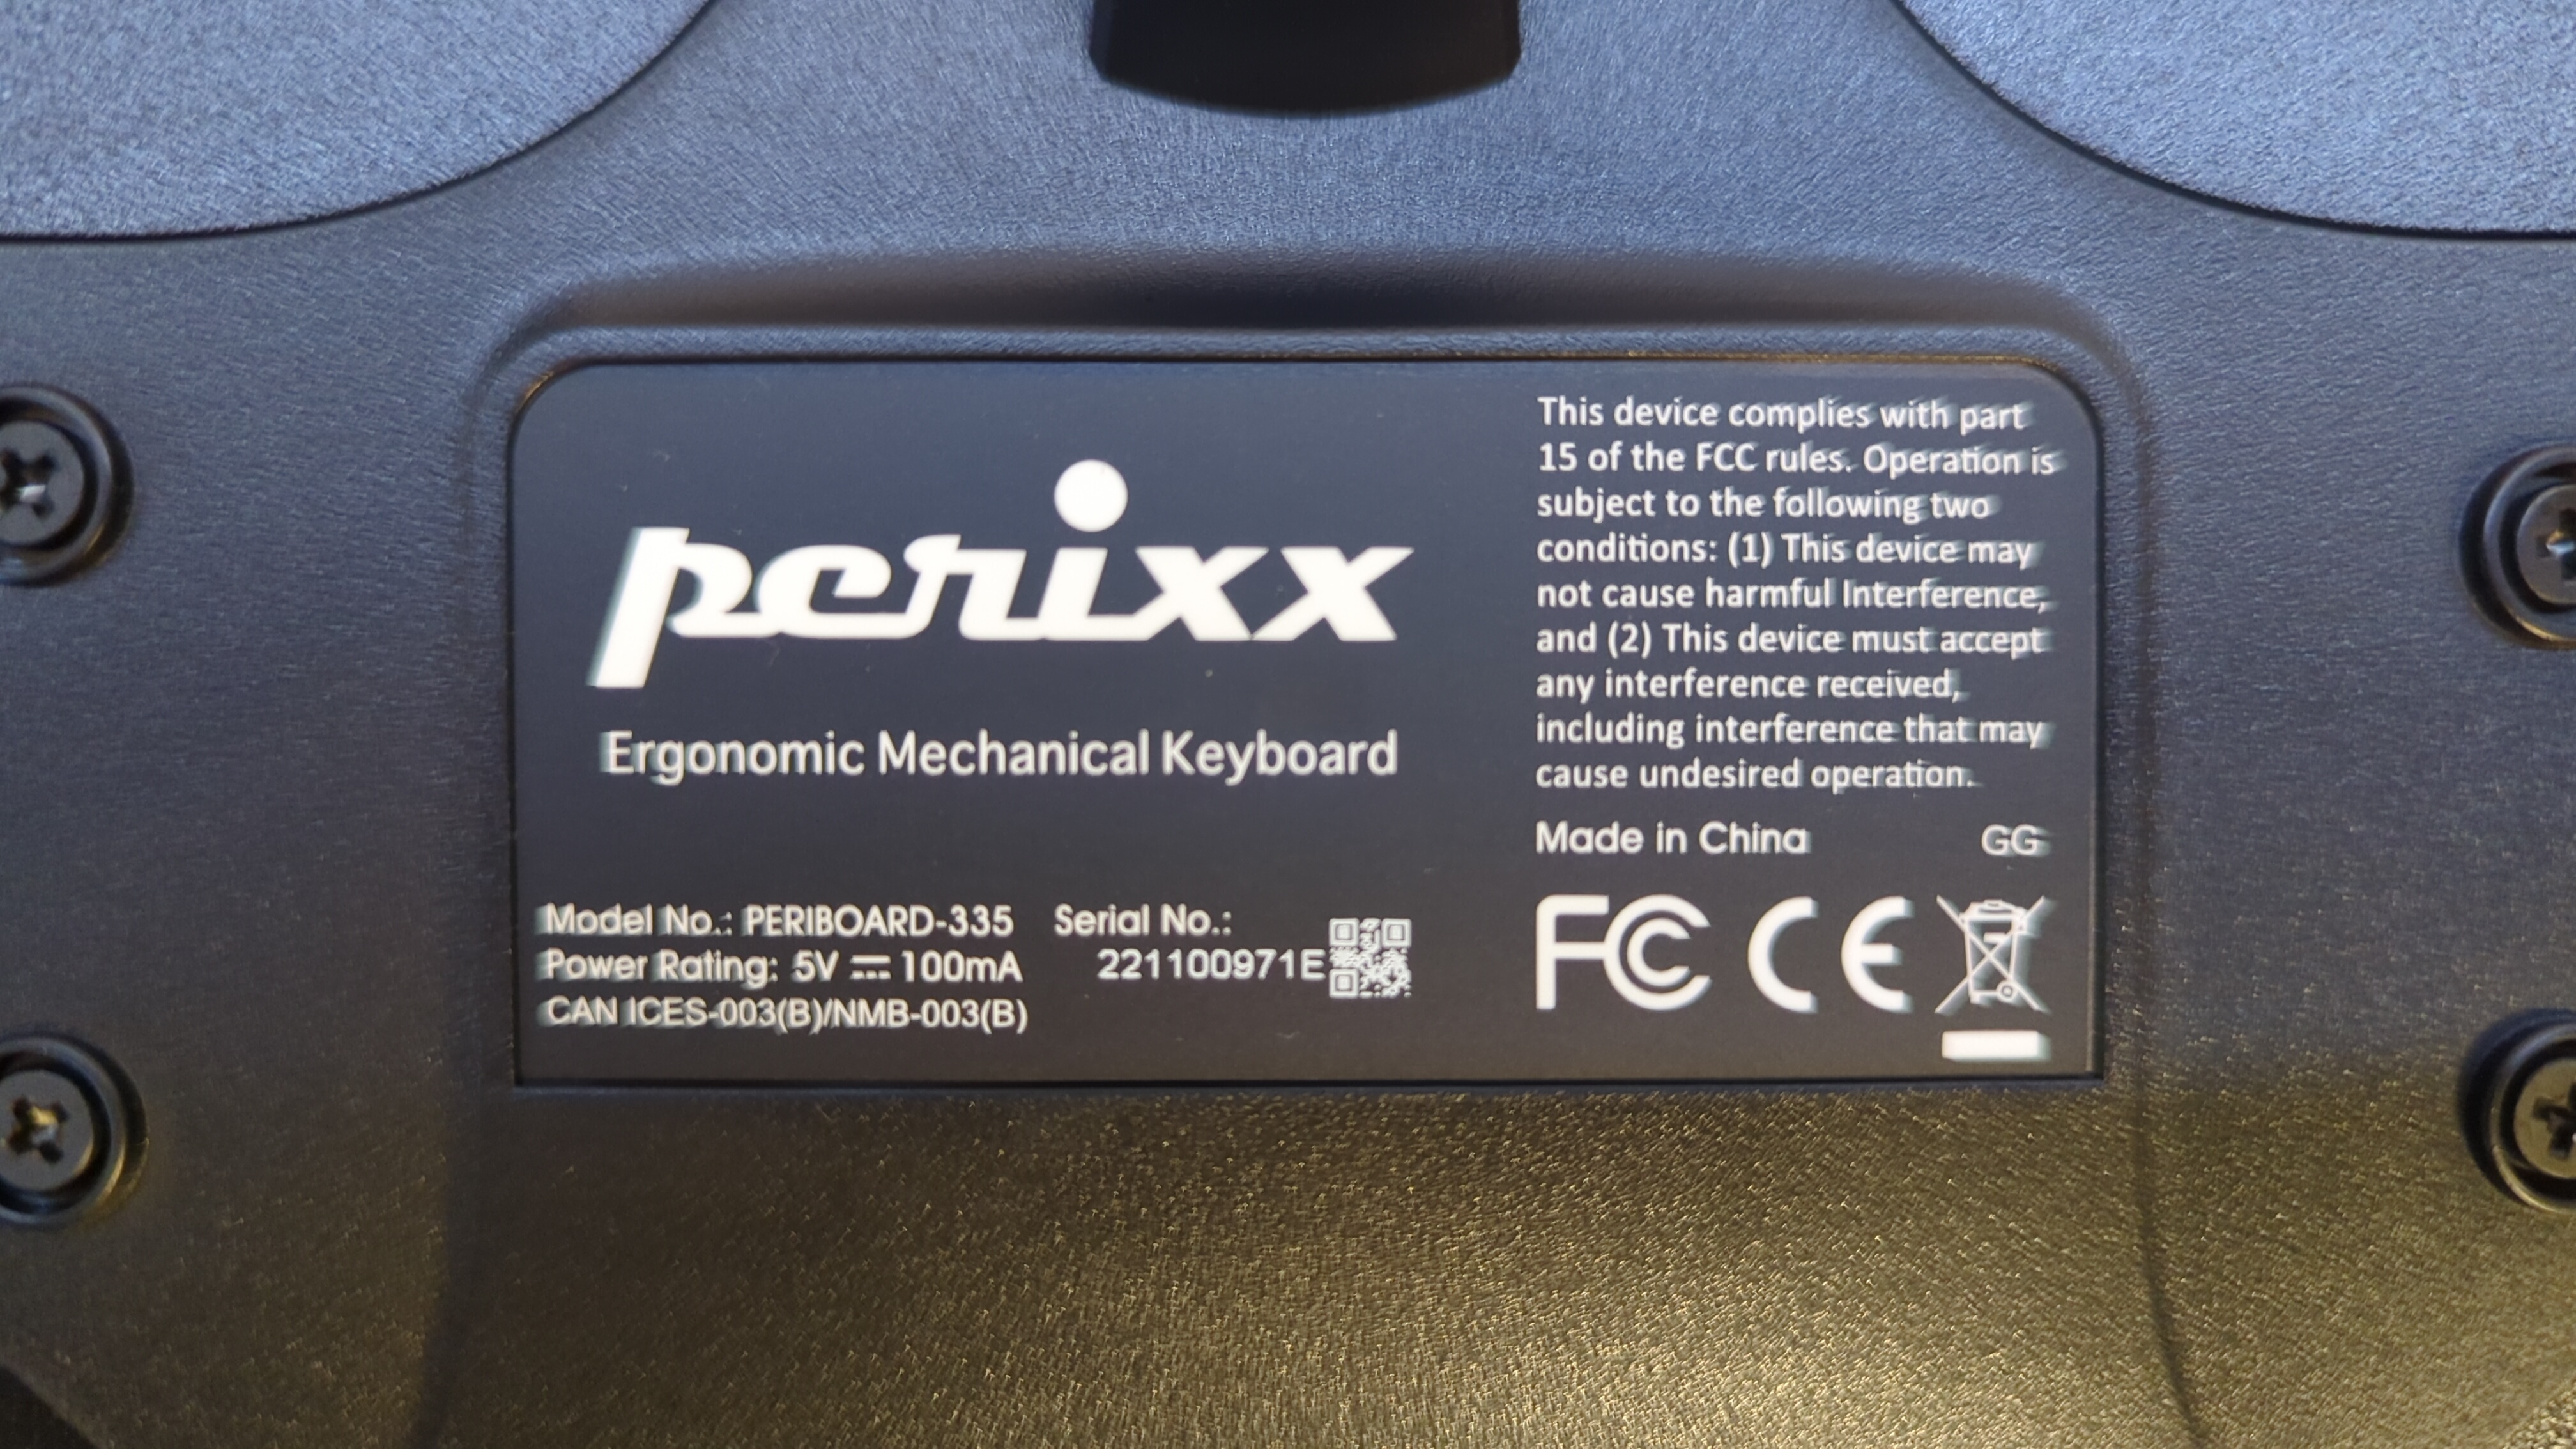 perixx
Ergonomic Mechanical Keyboard
Model No.: PERIBOARD-335
Power Rating: 5V ⎓ 100mA
CAN ICES-003(B)/NMB-003(B)
Serial No.:
221100971E
This device complies with part
15 of the FCC rules. Operation is
subject to the following two
conditions: (1) This device may
not cause harmful Interference,
and (2) This device must accept
any interference received,
including interference that may
cause undesired operation.
Made in China GG
FC CE